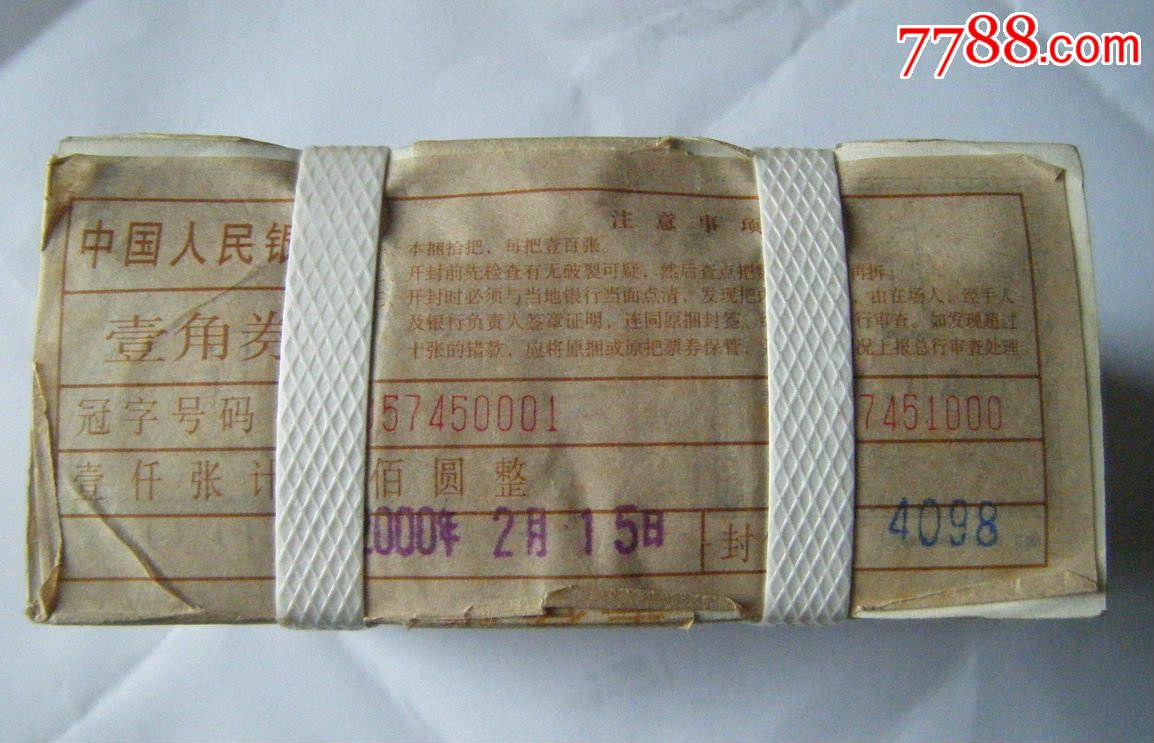 7788.com
中国人民银
注意事项
本捆拾把，每把壹百张。
开封前先检查有无破裂可疑，然后查点把 再拆；
开封时必须与当地银行当面点清，发现把 ，由在场人、经手人
及银行负责人签章证明，连同原捆封签、 行审查。如发现超过
十张的错款，应将原捆或原把票券保管， 况上报总行审查处理
壹角券
冠字号码 57450001 7451000
壹仟张计 佰圆整
2000年 2月 15日 封 4098